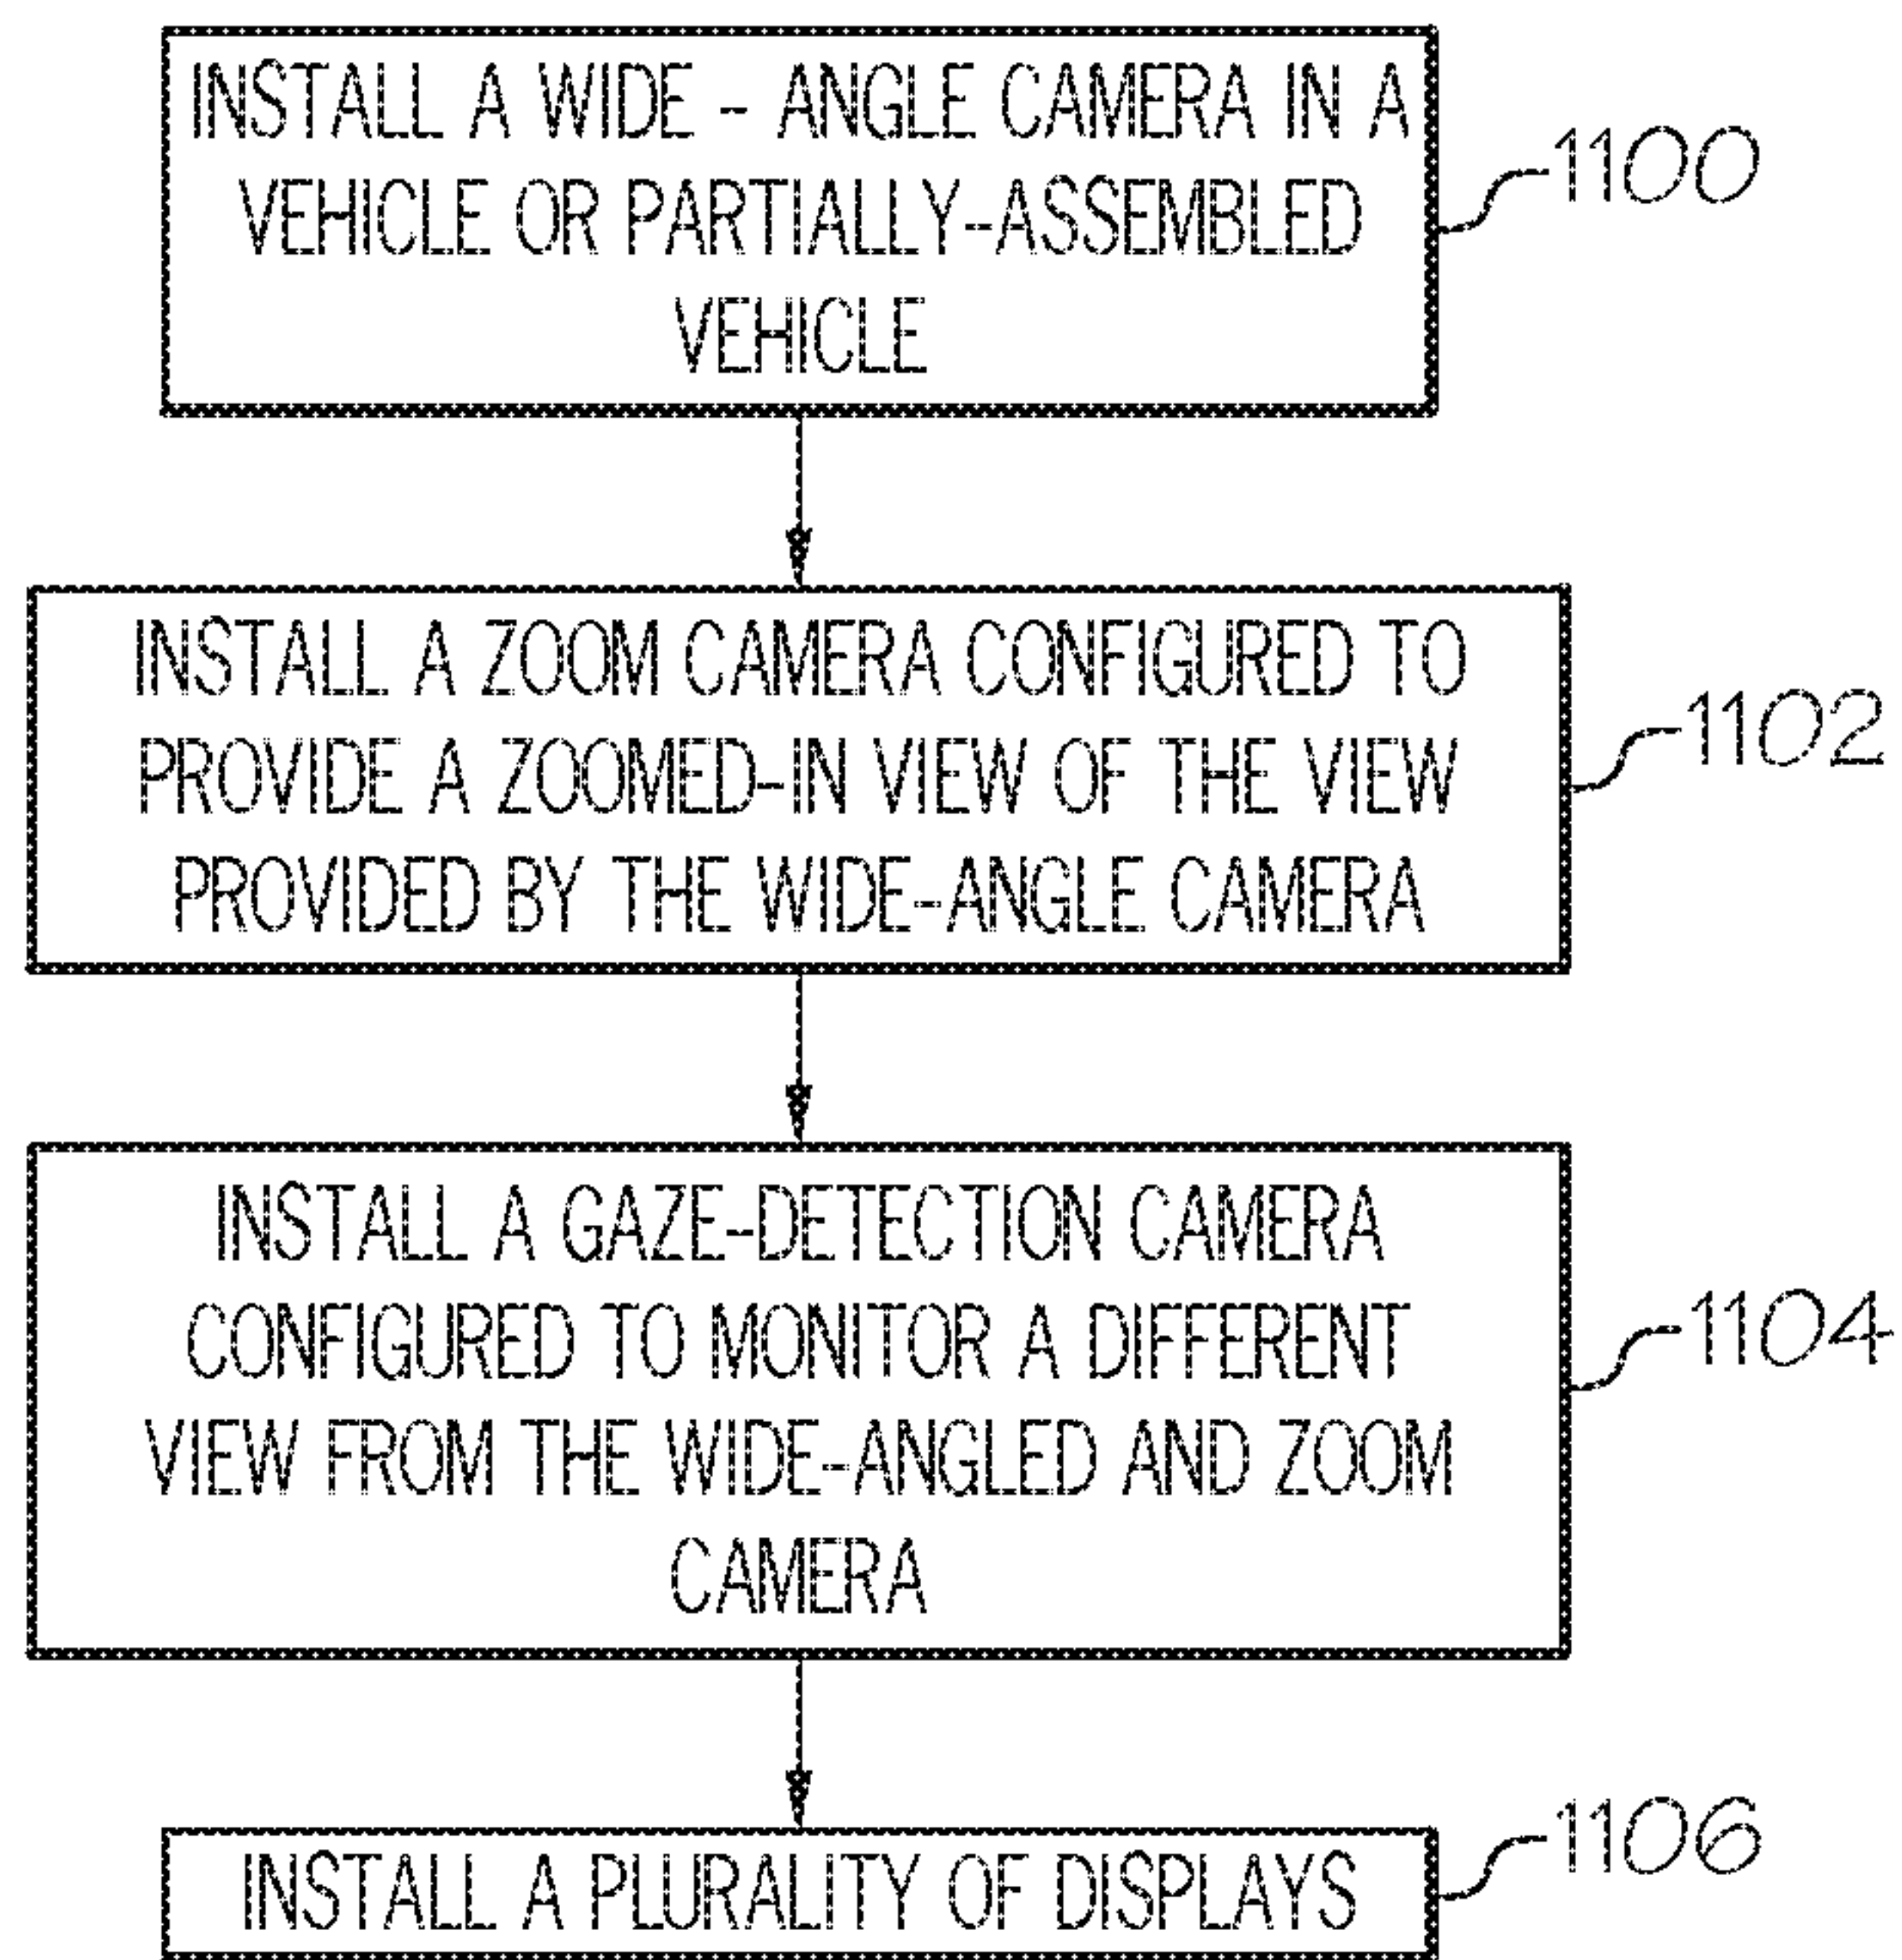 INSTALL A WIDE - ANGLE CAMERA IN A
VEHICLE OR PARTIALLY-ASSEMBLED
VEHICLE
1100
INSTALL A ZOOM CAMERA CONFIGURED TO
PROVIDE A ZOOMED-IN VIEW OF THE VIEW
PROVIDED BY THE WIDE-ANGLE CAMERA
1102
INSTALL A GAZE-DETECTION CAMERA
CONFIGURED TO MONITOR A DIFFERENT
VIEW FROM THE WIDE-ANGLED AND ZOOM
CAMERA
1104
INSTALL A PLURALITY OF DISPLAYS
1106